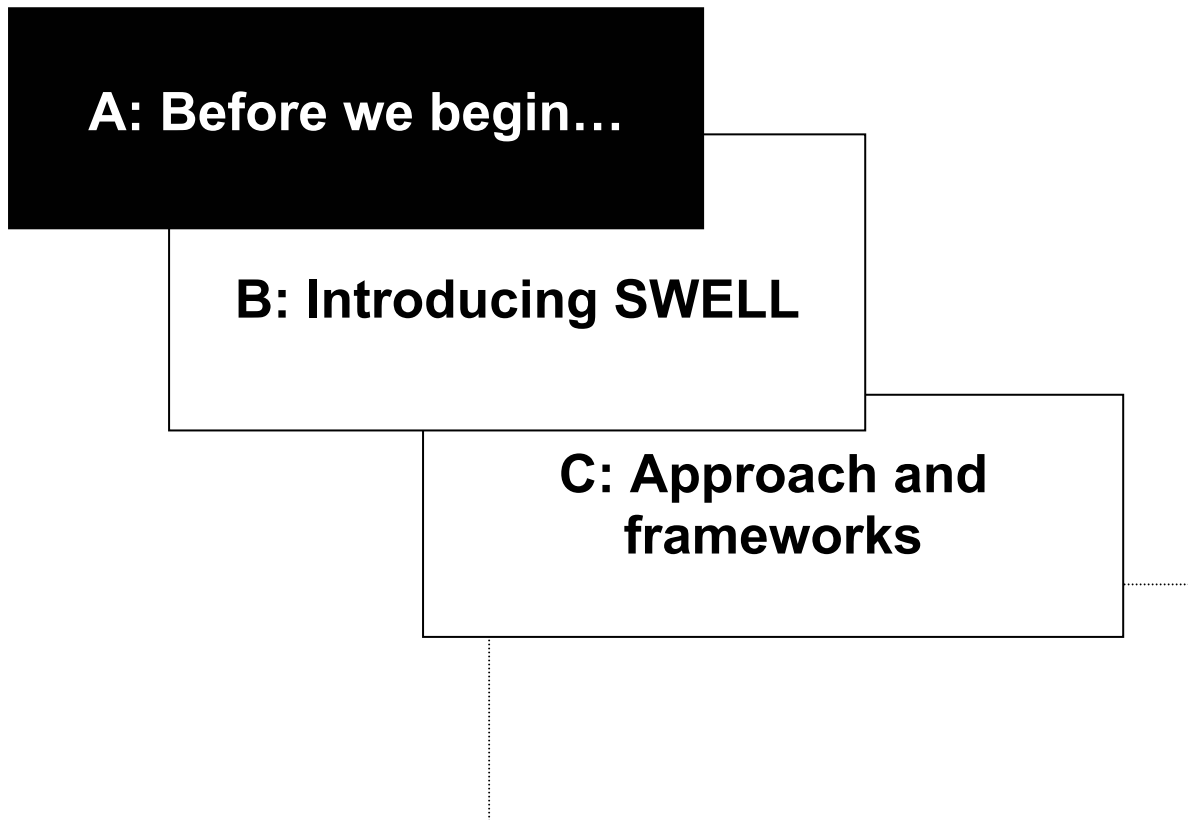 A: Before we begin…
B: Introducing SWELL
C: Approach and
frameworks